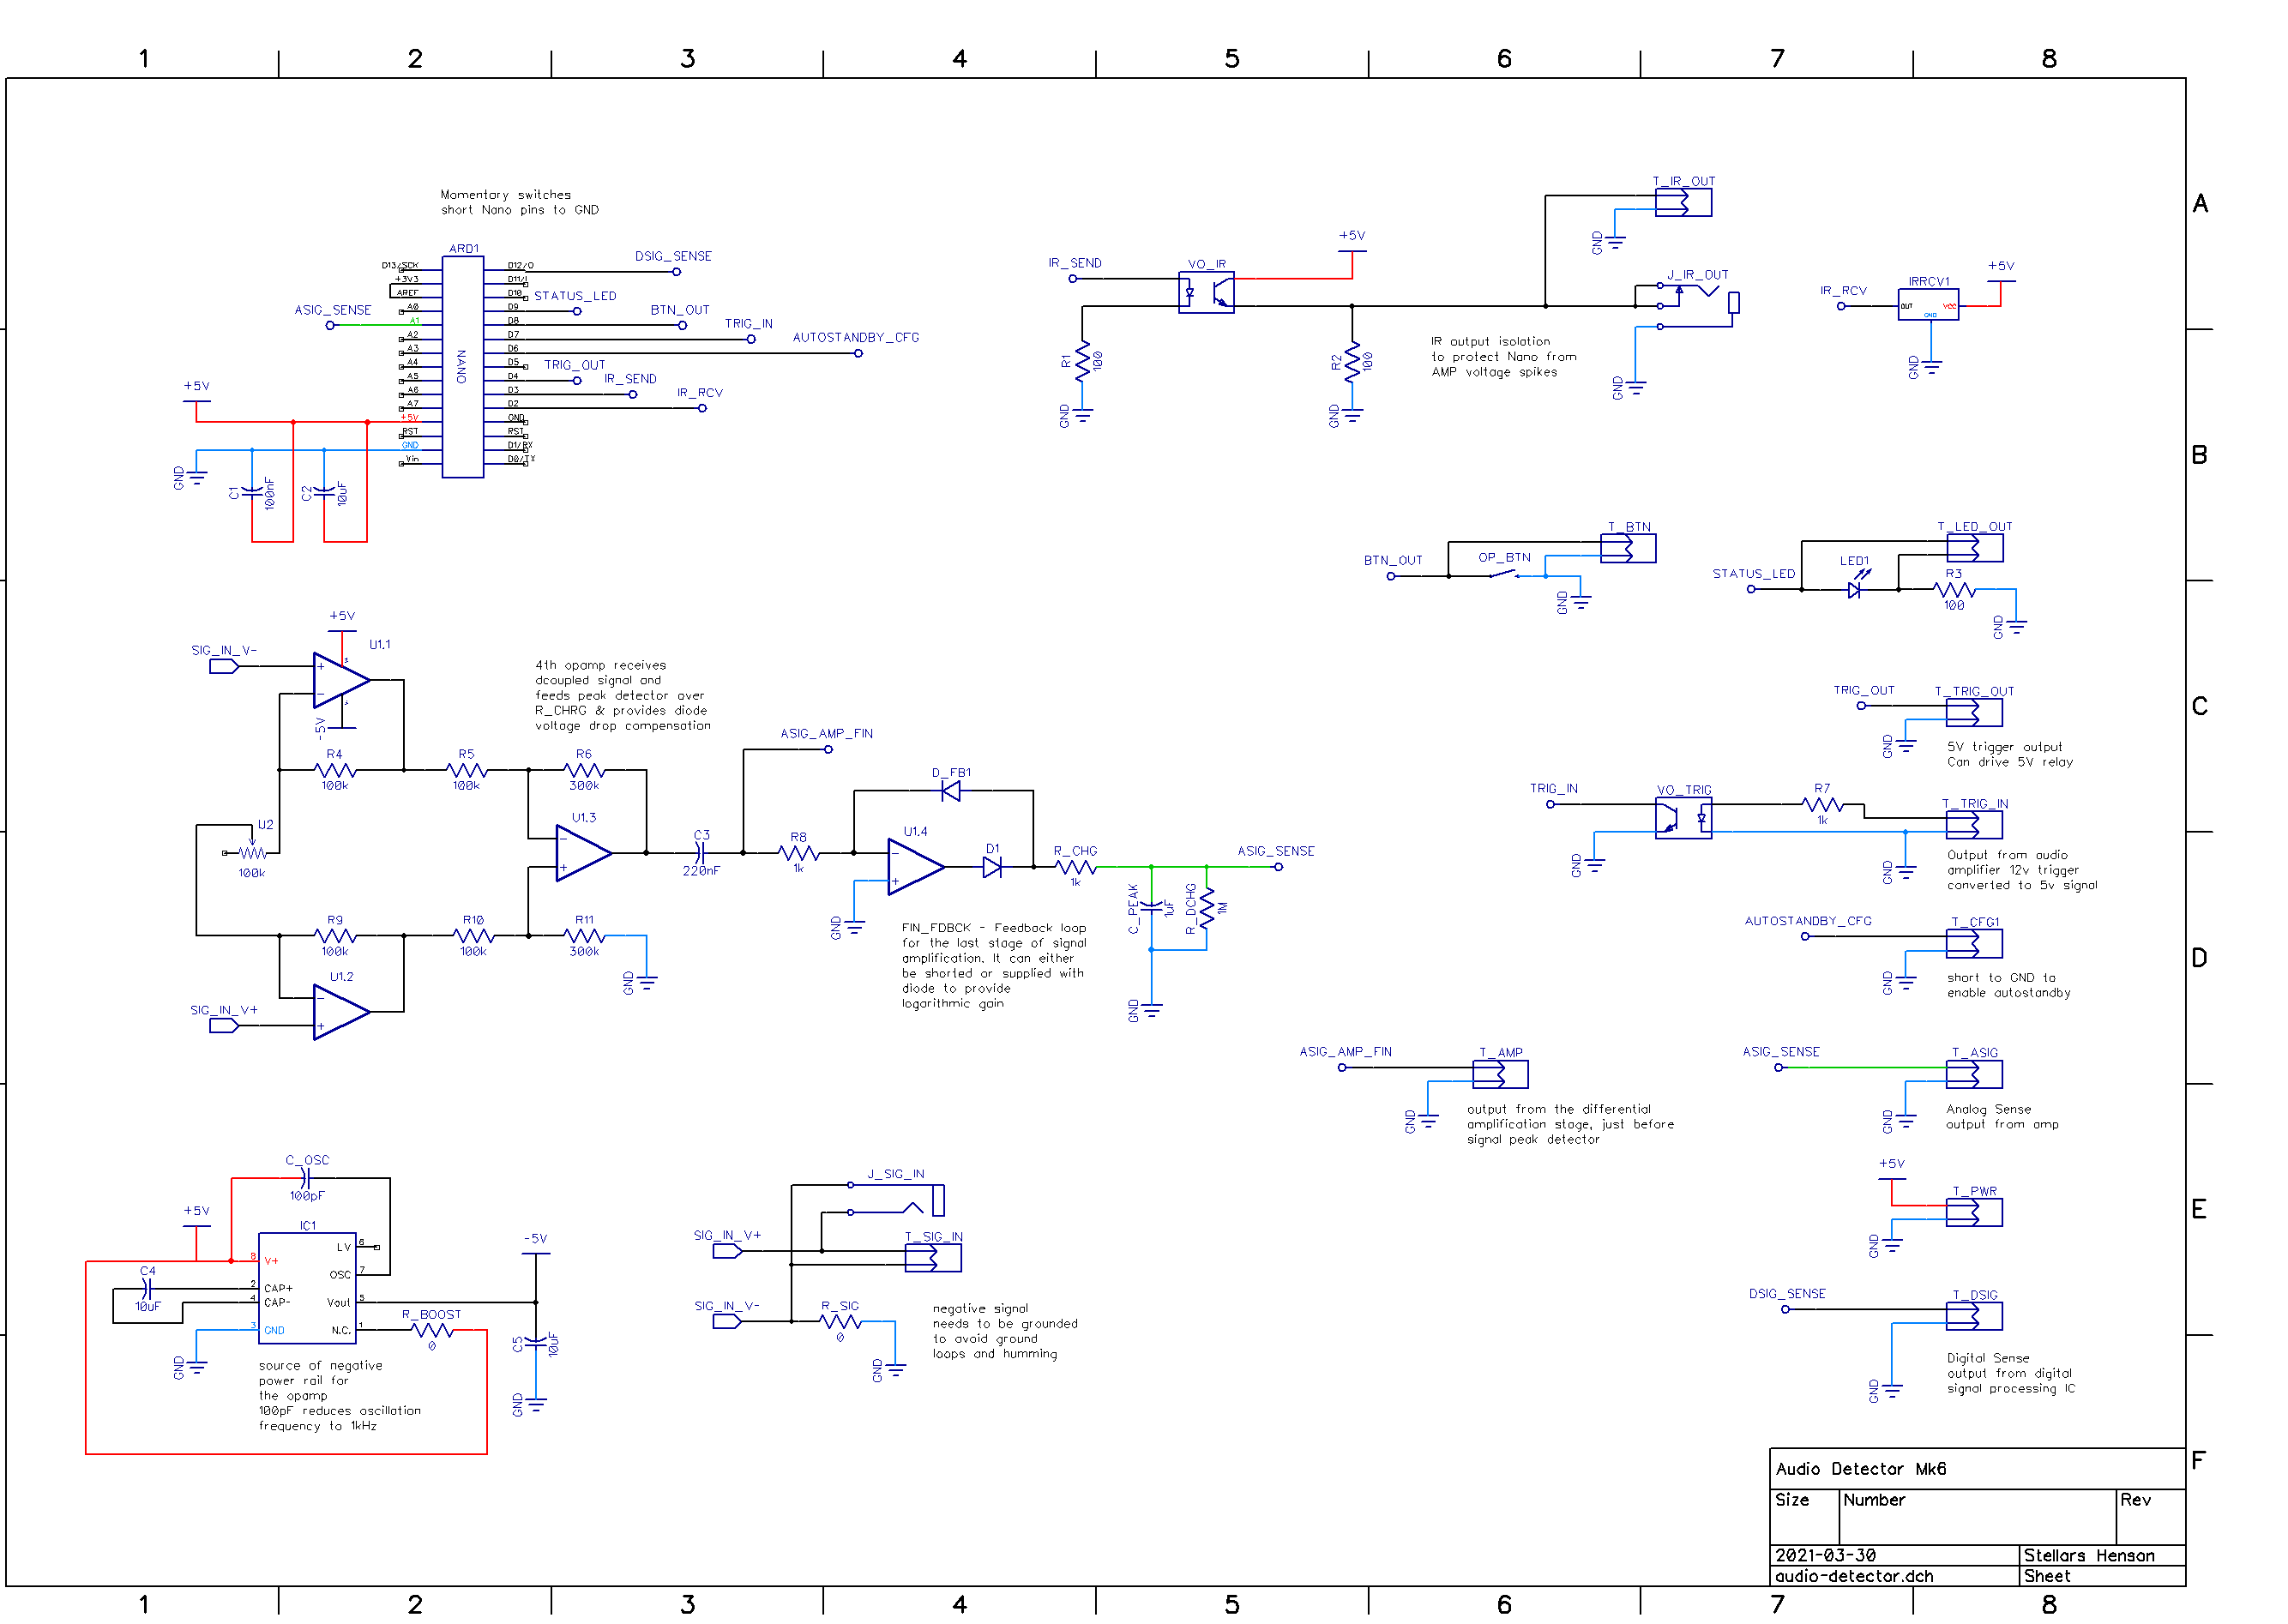 1 2 3 4 5 6 7 8
A
B
C
D
E
F
Momentary switches
short Nano pins to GND
ARD1
NANO
D13/SCK
+3V3
AREF
A0
A1
A2
A3
A4
A5
A6
A7
+5V
RST
GND
Vin
D12/O
D11/I
D10
D9
D8
D7
D6
D5
D4
D3
D2
GND
RST
D1/RX
D0/TX
DSIG_SENSE
STATUS_LED
ASIG_SENSE
BTN_OUT
TRIG_IN
AUTOSTANDBY_CFG
TRIG_OUT
IR_SEND
IR_RCV
+5V
GND
C1
100nF
C2
10uF
IR_SEND
VO_IR
+5V
R1
100
GND
R2
100
GND
IR output isolation
to protect Nano from
AMP voltage spikes
T_IR_OUT
GND
J_IR_OUT
GND
IR_RCV
IRRCV1
OUT
VCC
GND
+5V
GND
BTN_OUT
OP_BTN
T_BTN
GND
STATUS_LED
LED1
T_LED_OUT
R3
100
GND
SIG_IN_V-
+5V
U1.1
-5V
R4
100k
R5
100k
R6
300k
4th opamp receives
dcoupled signal and
feeds peak detector over
R_CHRG & provides diode
voltage drop compensation
U2
100k
U1.3
R9
100k
R10
100k
R11
300k
GND
U1.2
SIG_IN_V+
C3
220nF
ASIG_AMP_FIN
R8
1k
D_FB1
U1.4
D1
GND
R_CHG
1k
ASIG_SENSE
C_PEAK
1uF
R_DCHG
1M
GND
FIN_FDBCK - Feedback loop
for the last stage of signal
amplification. It can either
be shorted or supplied with
diode to provide
logarithmic gain
TRIG_OUT
T_TRIG_OUT
GND
5V trigger output
Can drive 5V relay
TRIG_IN
VO_TRIG
R7
1k
T_TRIG_IN
GND
GND
Output from audio
amplifier 12v trigger
converted to 5v signal
AUTOSTANDBY_CFG
T_CFG1
GND
short to GND to
enable autostandby
ASIG_AMP_FIN
T_AMP
GND
output from the differential
amplification stage, just before
signal peak detector
ASIG_SENSE
T_ASIG
GND
Analog Sense
output from amp
+5V
T_PWR
GND
DSIG_SENSE
T_DSIG
GND
Digital Sense
output from digital
signal processing IC
C_OSC
100pF
+5V
IC1
C4
10uF
8
V+
2
CAP+
4
CAP-
3
GND
LV
6
OSC
7
Vout
5
N.C.
1
R_BOOST
0
-5V
C5
10uF
GND
GND
source of negative
power rail for
the opamp
100pF reduces oscillation
frequency to 1kHz
J_SIG_IN
SIG_IN_V+
T_SIG_IN
SIG_IN_V-
R_SIG
0
GND
negative signal
needs to be grounded
to avoid ground
loops and humming
Audio Detector Mk6
Size Number Rev
2021-03-30 Stellars Henson
audio-detector.dch Sheet
1 2 3 4 5 6 7 8